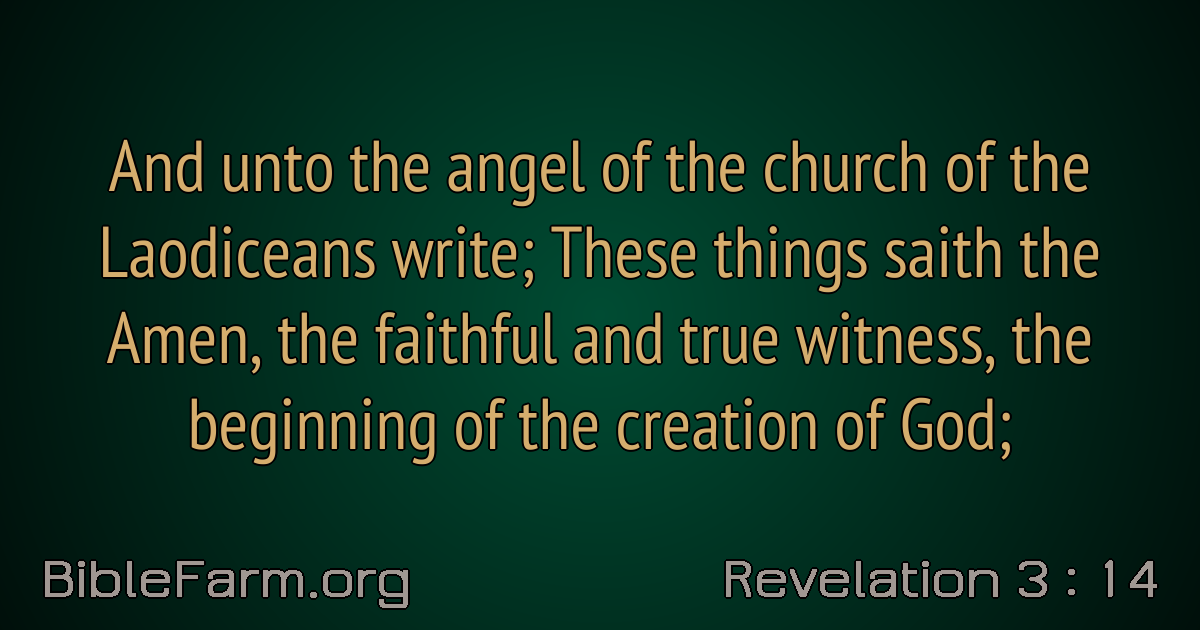 And unto the angel of the church of the
Laodiceans write; These things saith the
Amen, the faithful and true witness, the
beginning of the creation of God;
BibleFarm.org
Revelation 3 : 14